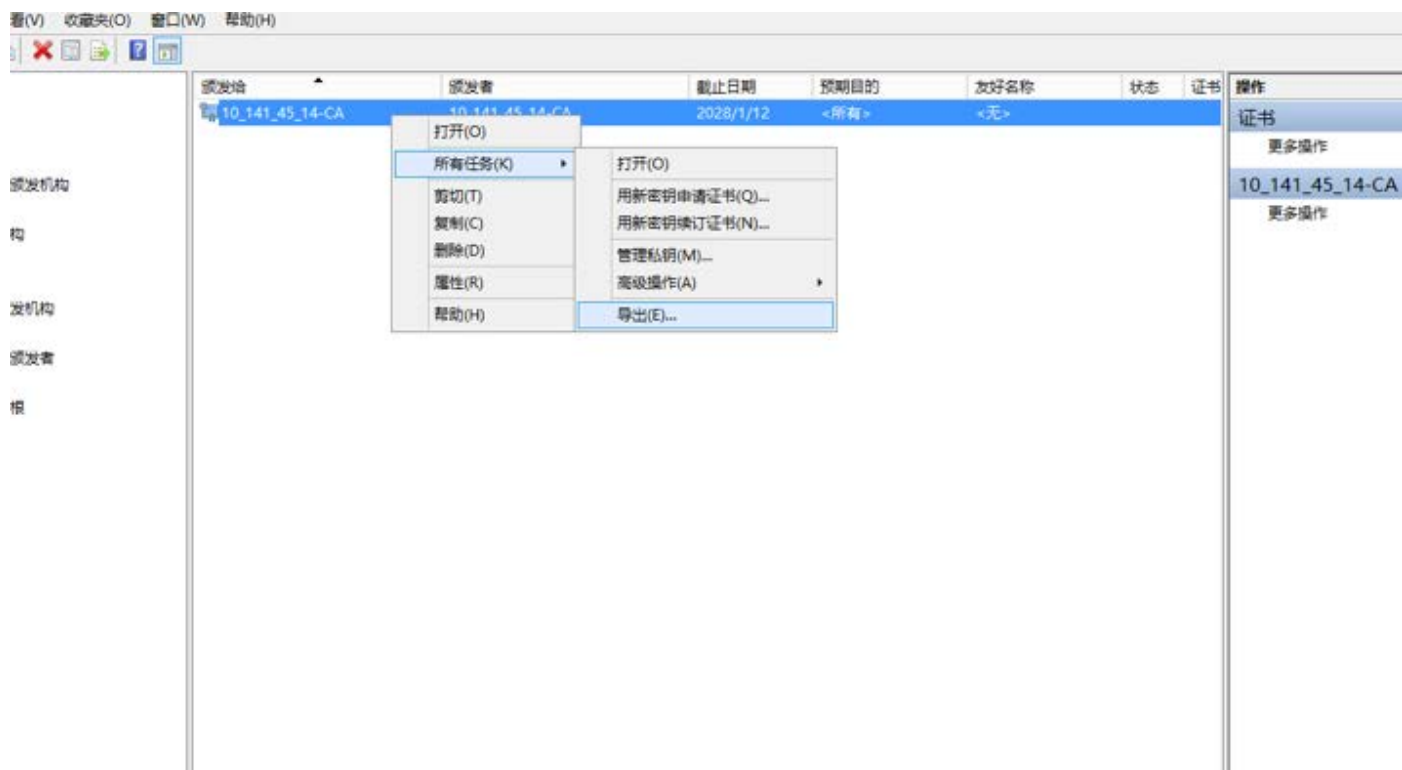 看(V) 收藏夹(O) 窗口(W) 帮助(H)
颁发给 颁发者 截止日期 预期目的 友好名称 状态 证书 操作
10_141_45_14-CA 10_141_45_14-CA 2028/1/12 <所有> <无> 证书
打开(O) 更多操作
所有任务(K) 打开(O)
颁发机构 剪切(T) 用新密钥申请证书(Q)... 10_141_45_14-CA
复制(C) 用新密钥续订证书(N)... 更多操作
构 删除(D) 管理私钥(M)...
属性(R) 高级操作(A)
发机构 帮助(H) 导出(E)...
颁发者
根